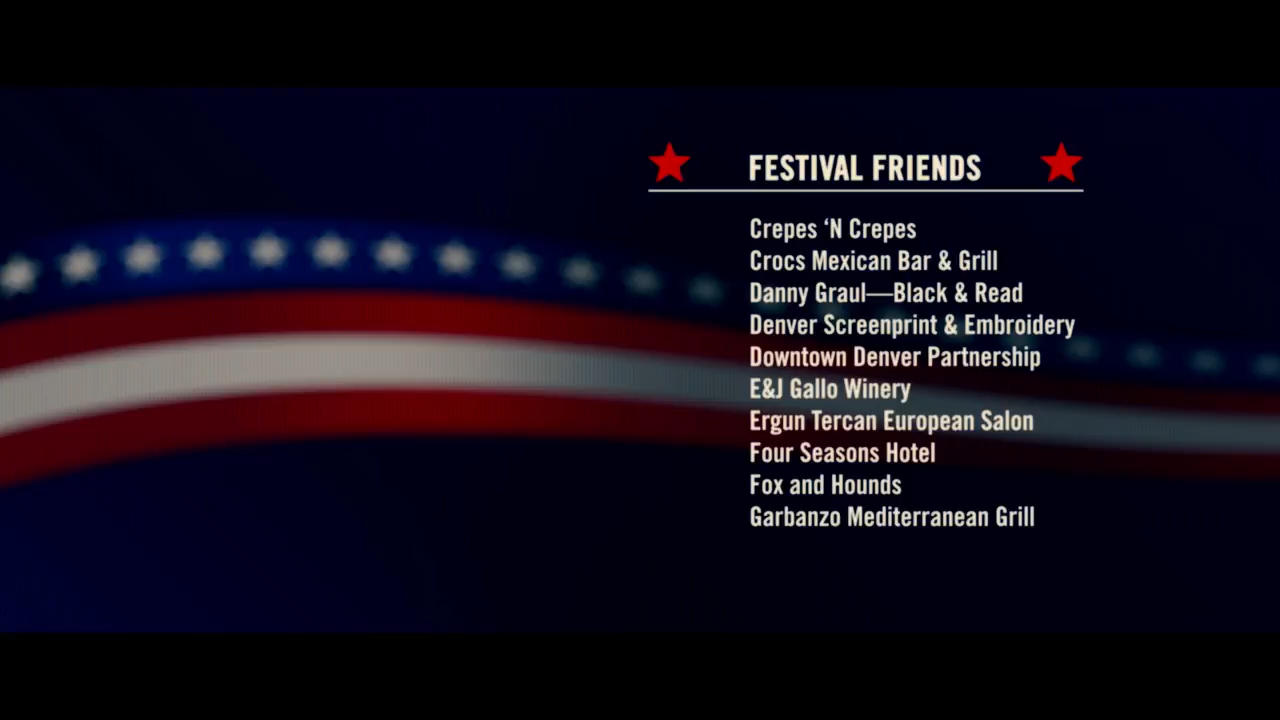 FESTIVAL FRIENDS
Crepes ‘N Crepes
Crocs Mexican Bar & Grill
Danny Graul—Black & Read
Denver Screenprint & Embroidery
Downtown Denver Partnership
E&J Gallo Winery
Ergun Tercan European Salon
Four Seasons Hotel
Fox and Hounds
Garbanzo Mediterranean Grill